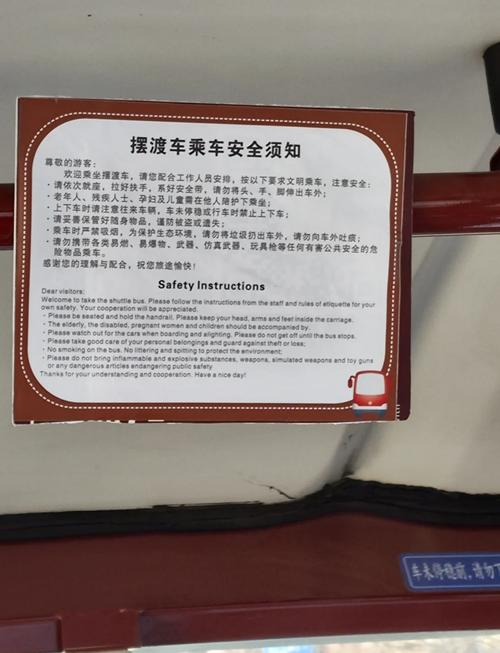 摆渡车乘车安全须知
尊敬的游客：
欢迎乘坐摆渡车，请您配合工作人员安排，按以下要求文明乘车，注意安全：
·请依次就座，拉好扶手，系好安全带，请勿将头、手、脚伸出车外；
·老年人、残疾人士、孕妇及儿童需在他人陪护下乘坐；
·上下车时请注意往来车辆，车未停稳或行车时禁止上下车；
·请妥善保管好随身物品，谨防被盗或遗失；
·乘车时严禁吸烟，为保护生态环境，请勿将垃圾扔出车外，请勿向车外吐痰；
·请勿携带各类易燃、易爆物、武器、仿真武器、玩具枪等任何有害公共安全的危
险物品乘车。
感谢您的理解与配合，祝您旅途愉快！
Safety Instructions
Dear visitors:
Welcome to take the shuttle bus. Please follow the instructions from the staff and rules of etiquette for your
own safety. Your cooperation will be appreciated.
- Please be seated and hold the handrail. Please keep your head, arms and feet inside the carriage.
- The elderly, the disabled, pregnant women and children should be accompanied by.
- Please watch out for the cars when boarding and alighting. Please do not get off until the bus stops.
- Please take good care of your personal belongings and guard against theft or loss;
- No smoking on the bus. No littering and spitting to protect the environment;
- Please do not bring inflammable and explosive substances, weapons, simulated weapons and toy guns
or any dangerous articles endangering public safety
Thanks for your understanding and cooperation. Have a nice day!
车未停稳前，请勿下